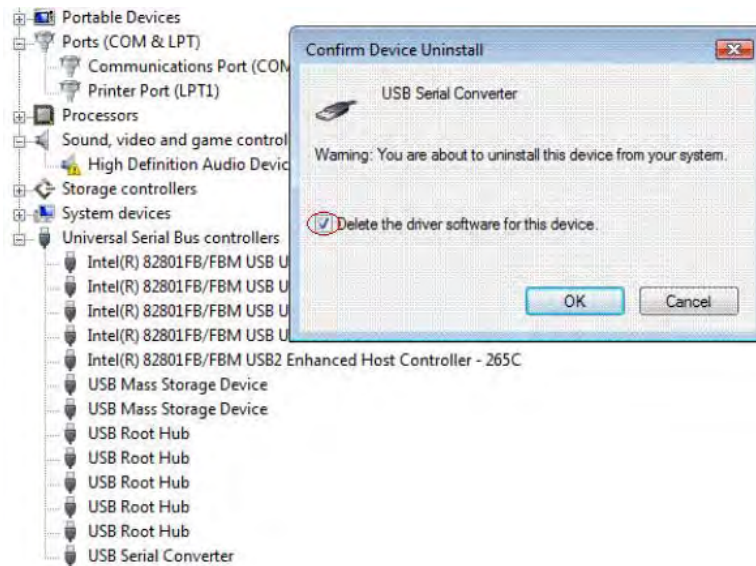 Portable Devices
Ports (COM & LPT)
Communications Port (COM
Printer Port (LPT1)
Processors
Sound, video and game control
High Definition Audio Devic
Storage controllers
System devices
Universal Serial Bus controllers
Intel(R) 82801FB/FBM USB U
Intel(R) 82801FB/FBM USB U
Intel(R) 82801FB/FBM USB U
Intel(R) 82801FB/FBM USB U
Intel(R) 82801FB/FBM USB2 Enhanced Host Controller - 265C
USB Mass Storage Device
USB Mass Storage Device
USB Root Hub
USB Root Hub
USB Root Hub
USB Root Hub
USB Root Hub
USB Serial Converter
Confirm Device Uninstall
USB Serial Converter
Warning: You are about to uninstall this device from your system.
Delete the driver software for this device.
OK Cancel